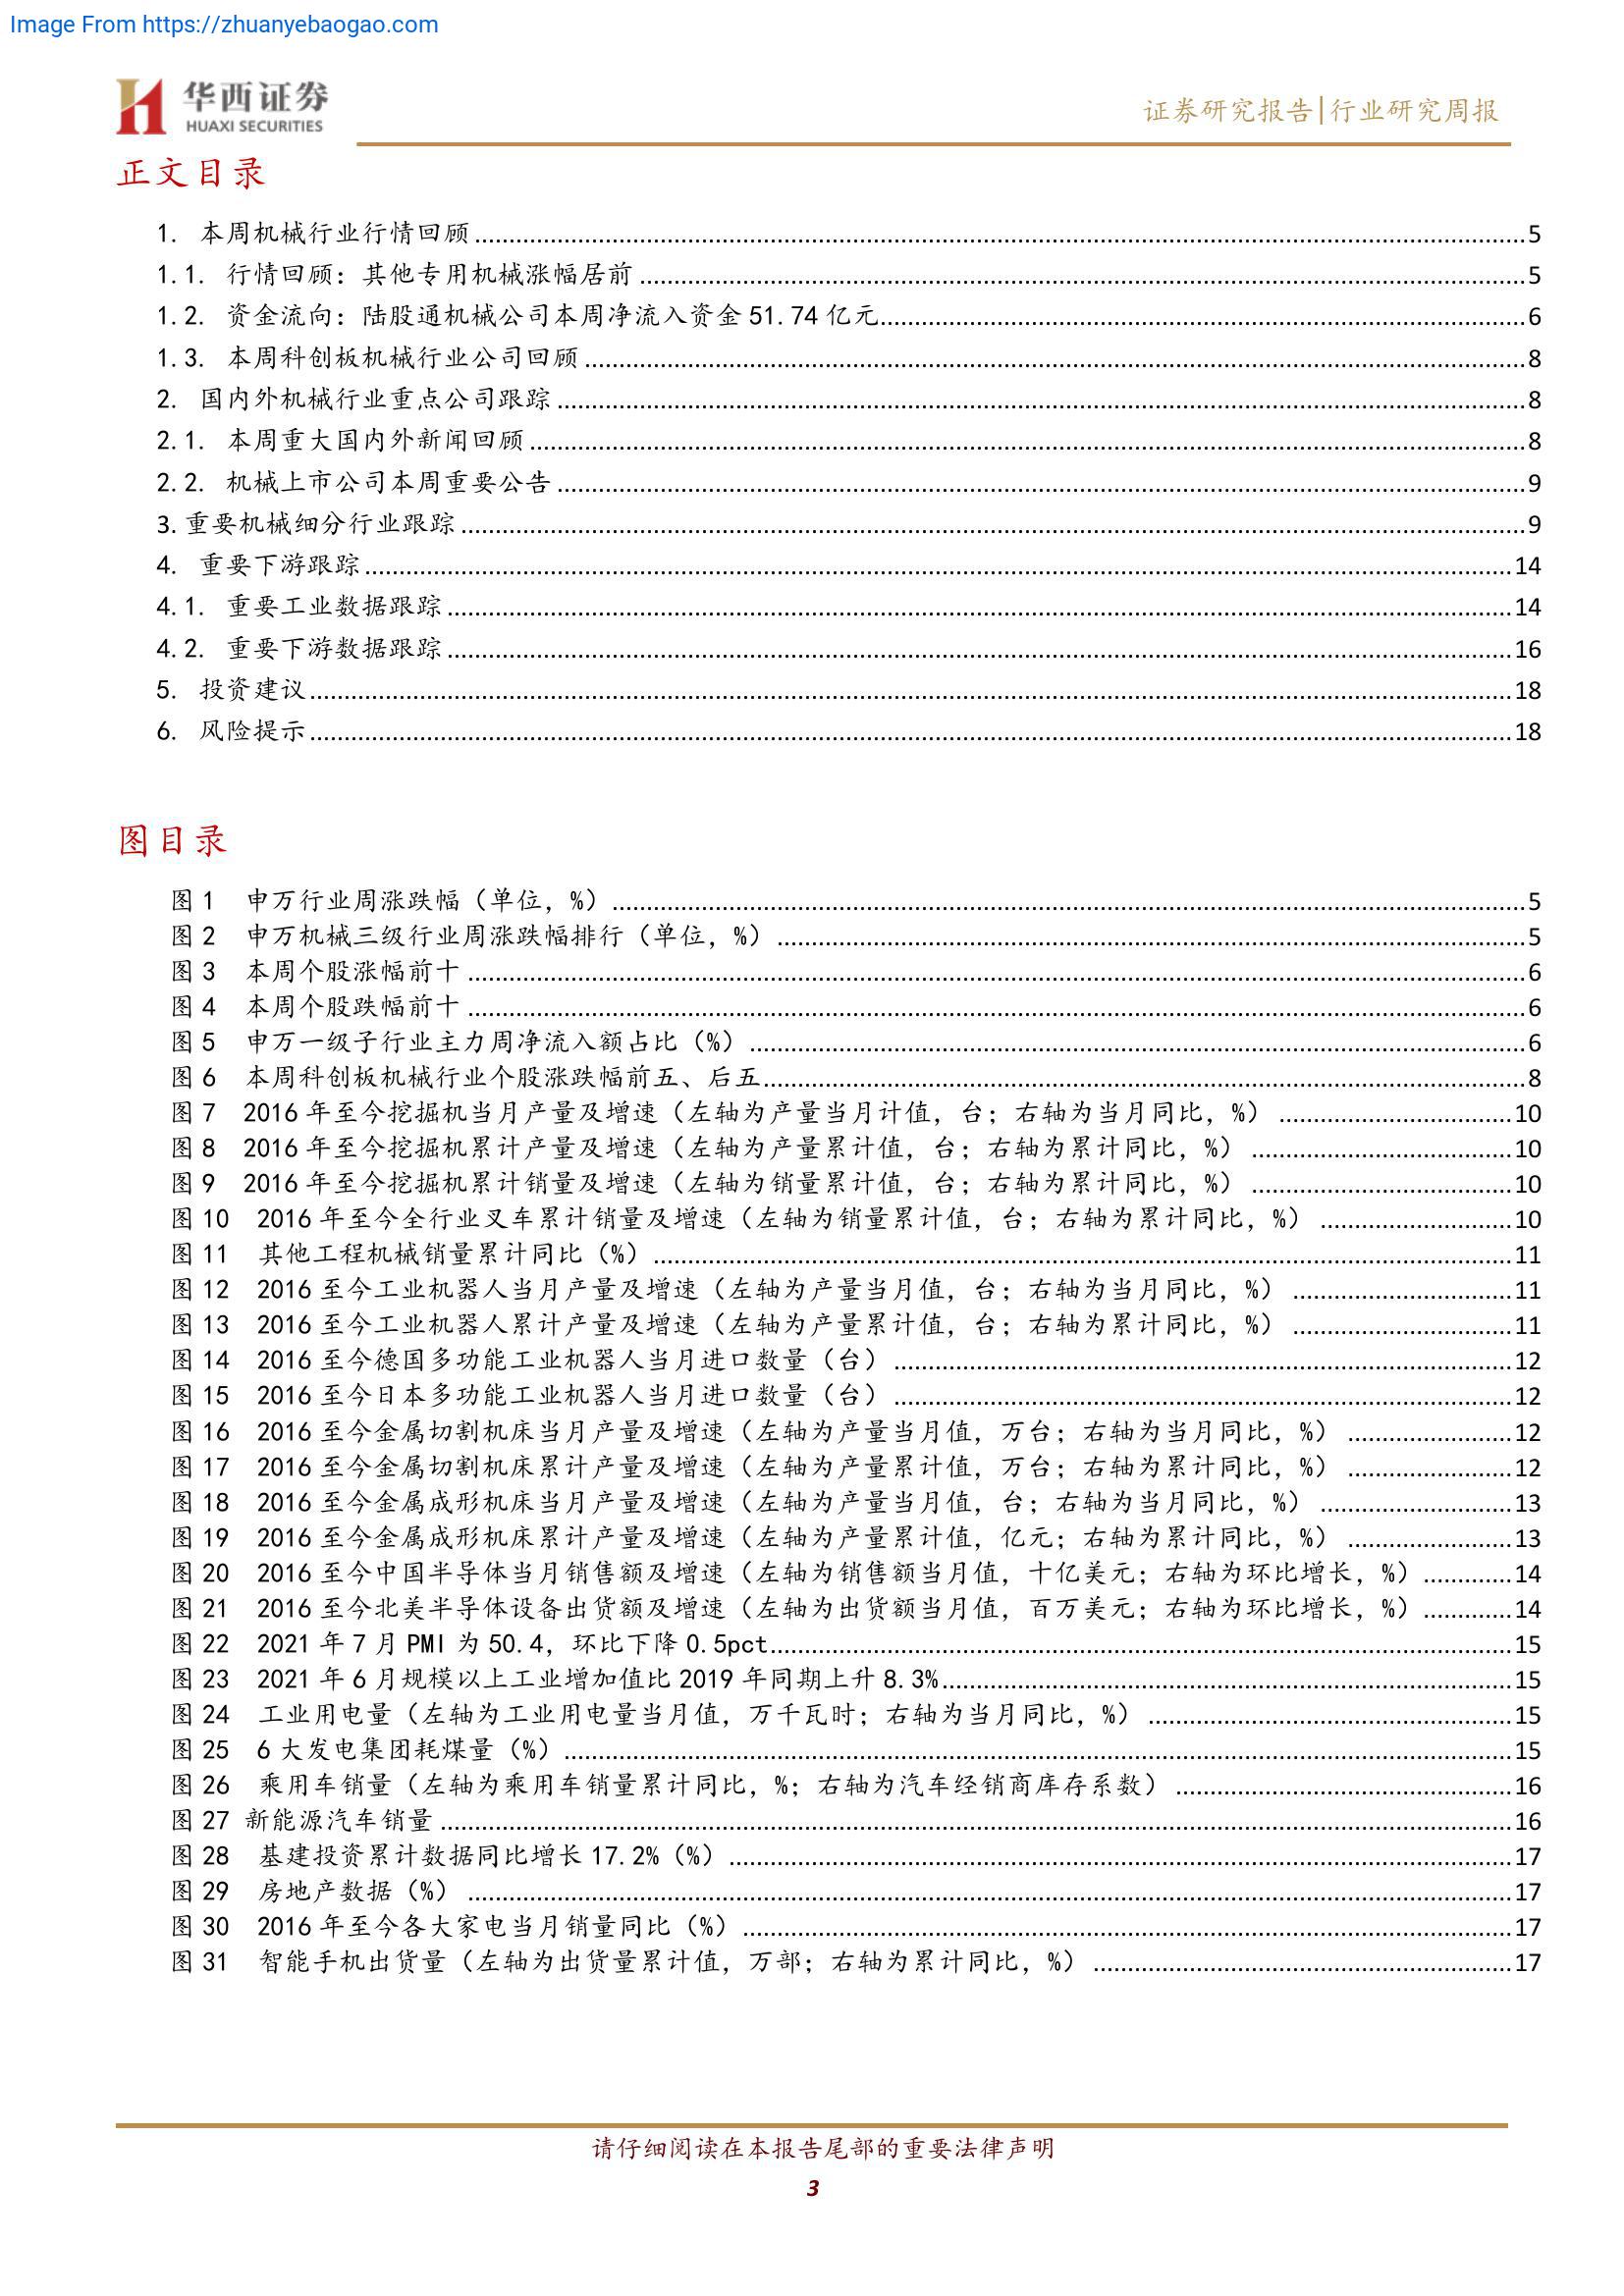 Image From https://zhuanyebaogao.com
华西证券
HUAXI SECURITIES
证券研究报告|行业研究周报
正文目录
1. 本周机械行业行情回顾........5
1.1. 行情回顾：其他专用机械涨幅居前........5
1.2. 资金流向：陆股通机械公司本周净流入资金 51.74 亿元........6
1.3. 本周科创板机械行业公司回顾........8
2. 国内外机械行业重点公司跟踪........8
2.1. 本周重大国内外新闻回顾........8
2.2. 机械上市公司本周重要公告........9
3.重要机械细分行业跟踪........9
4. 重要下游跟踪........14
4.1. 重要工业数据跟踪........14
4.2. 重要下游数据跟踪........16
5. 投资建议........18
6. 风险提示........18
图目录
图 1 申万行业周涨跌幅（单位，%）........5
图 2 申万机械三级行业周涨跌幅排行（单位，%）........5
图 3 本周个股涨幅前十........6
图 4 本周个股跌幅前十........6
图 5 申万一级子行业主力周净流入额占比（%）........6
图 6 本周科创板机械行业个股涨跌幅前五、后五........8
图 7 2016 年至今挖掘机当月产量及增速（左轴为产量当月计值，台；右轴为当月同比，%）........10
图 8 2016 年至今挖掘机累计产量及增速（左轴为产量累计值，台；右轴为累计同比，%）........10
图 9 2016 年至今挖掘机累计销量及增速（左轴为销量累计值，台；右轴为累计同比，%）........10
图 10 2016 年至今全行业叉车累计销量及增速（左轴为销量累计值，台；右轴为累计同比，%）........10
图 11 其他工程机械销量累计同比（%）........11
图 12 2016 至今工业机器人当月产量及增速（左轴为产量当月值，台；右轴为当月同比，%）........11
图 13 2016 至今工业机器人累计产量及增速（左轴为产量累计值，台；右轴为累计同比，%）........11
图 14 2016 至今德国多功能工业机器人当月进口数量（台）........12
图 15 2016 至今日本多功能工业机器人当月进口数量（台）........12
图 16 2016 至今金属切割机床当月产量及增速（左轴为产量当月值，万台；右轴为当月同比，%）........12
图 17 2016 至今金属切割机床累计产量及增速（左轴为产量累计值，万台；右轴为累计同比，%）........12
图 18 2016 至今金属成形机床当月产量及增速（左轴为产量当月值，台；右轴为当月同比，%）........13
图 19 2016 至今金属成形机床累计产量及增速（左轴为产量累计值，亿元；右轴为累计同比，%）........13
图 20 2016 至今中国半导体当月销售额及增速（左轴为销售额当月值，十亿美元；右轴为环比增长，%）........14
图 21 2016 至今北美半导体设备出货额及增速（左轴为出货额当月值，百万美元；右轴为环比增长，%）........14
图 22 2021 年 7 月 PMI 为 50.4，环比下降 0.5pct........15
图 23 2021 年 6 月规模以上工业增加值比 2019 年同期上升 8.3%........15
图 24 工业用电量（左轴为工业用电量当月值，万千瓦时；右轴为当月同比，%）........15
图 25 6 大发电集团耗煤量（%）........15
图 26 乘用车销量（左轴为乘用车销量累计同比，%；右轴为汽车经销商库存系数）........16
图 27 新能源汽车销量........16
图 28 基建投资累计数据同比增长 17.2%（%）........17
图 29 房地产数据（%）........17
图 30 2016 年至今各大家电当月销量同比（%）........17
图 31 智能手机出货量（左轴为出货量累计值，万部；右轴为累计同比，%）........17
请仔细阅读在本报告尾部的重要法律声明
3